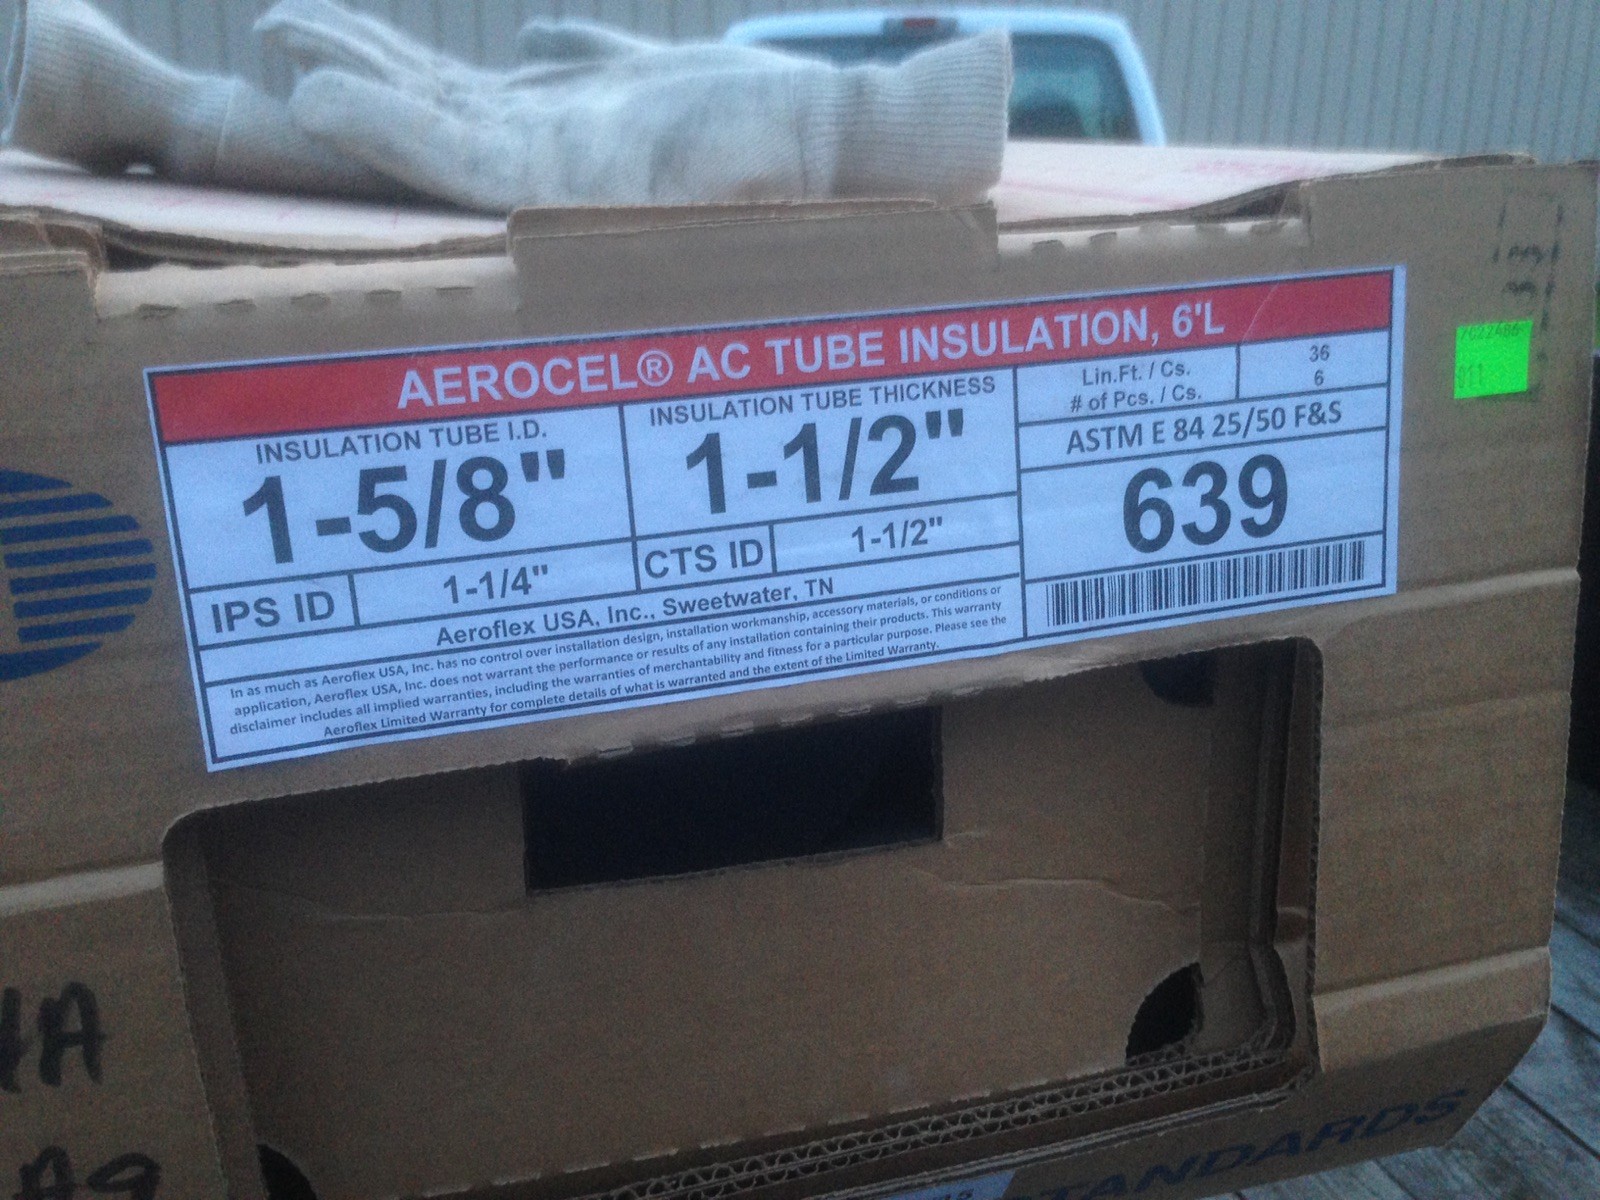 AEROCEL® AC TUBE INSULATION, 6'L
INSULATION TUBE I.D.
1-5/8"
INSULATION TUBE THICKNESS
1-1/2"
Lin.Ft. / Cs.
36
# of Pcs. / Cs.
6
ASTM E 84 25/50 F&S
639
IPS ID
1-1/4"
CTS ID
1-1/2"
Aeroflex USA, Inc., Sweetwater, TN
In as much as Aeroflex USA, Inc. has no control over installation design, installation workmanship, accessory materials, or conditions or
application, Aeroflex USA, Inc. does not warrant the performance or results of any installation containing their products. This warranty
disclaimer includes all implied warranties, including the warranties of merchantability and fitness for a particular purpose. Please see the
Aeroflex Limited Warranty for complete details of what is warranted and the extent of the Limited Warranty.
011